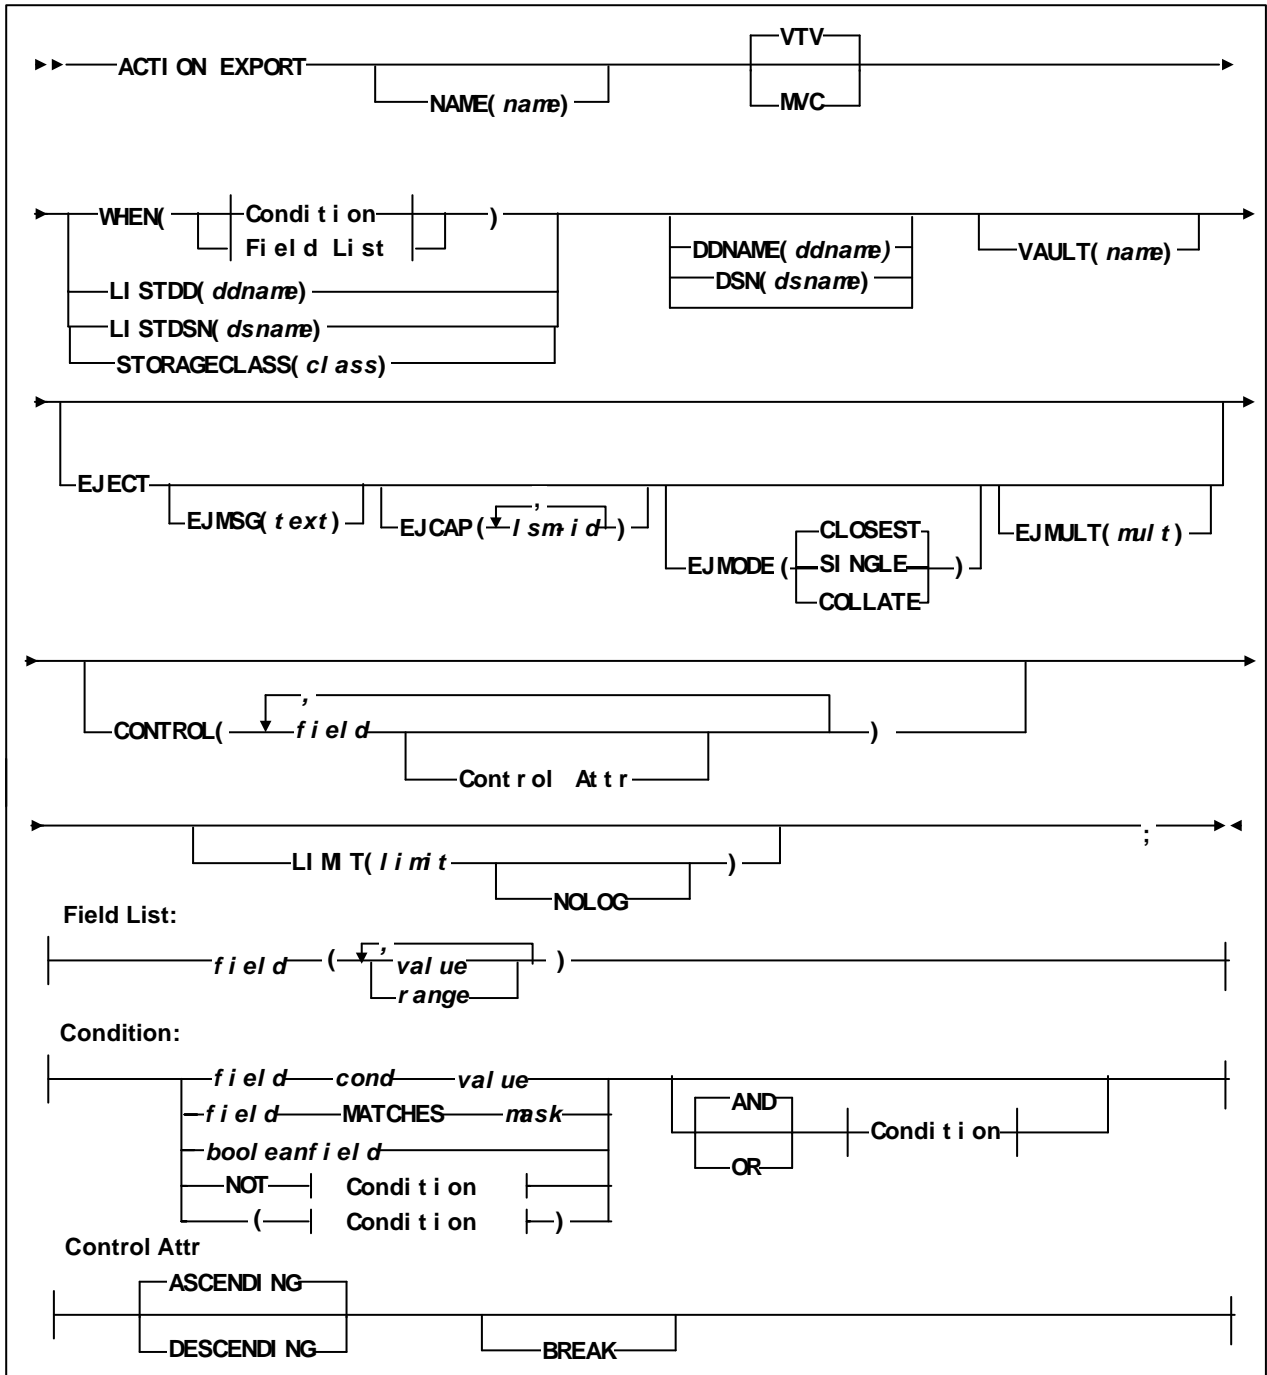 VTV
ACTION EXPORT
NAME(name)
MVC
WHEN( Condition )
Field List
DDNAME(ddname)
DSN(dsname)
VAULT(name)
LISTDD(ddname)
LISTDSN(dsname)
STORAGECLASS(class)
EJECT
EJMSG(text)
EJCAP( , lsm-id )
EJMODE( CLOSEST
SINGLE )
COLLATE
EJMULT(mult)
,
CONTROL( field )
Control Attr
LIMIT(limit ) ;
NOLOG
Field List:
field ( , value )
range
Condition:
field cond value
field MATCHES mask
booleanfield
NOT Condition
( Condition )
AND
OR
Condition
Control Attr
ASCENDING
DESCENDING
BREAK